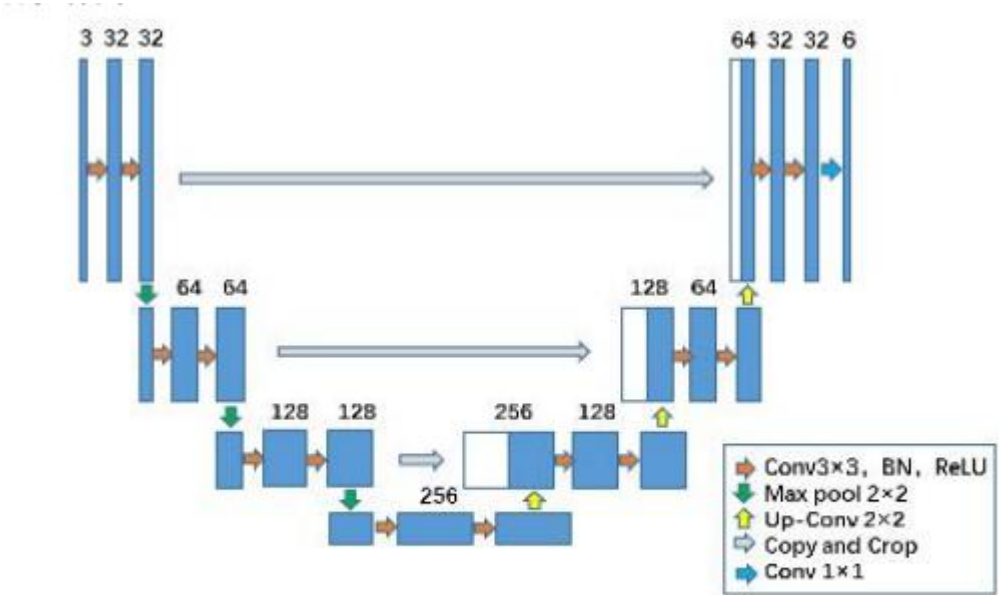 3 32 32
64 32 32 6
64 64
128 64
128 128
256 128
256
Conv3×3, BN, ReLU
Max pool 2×2
Up-Conv 2×2
Copy and Crop
Conv 1×1